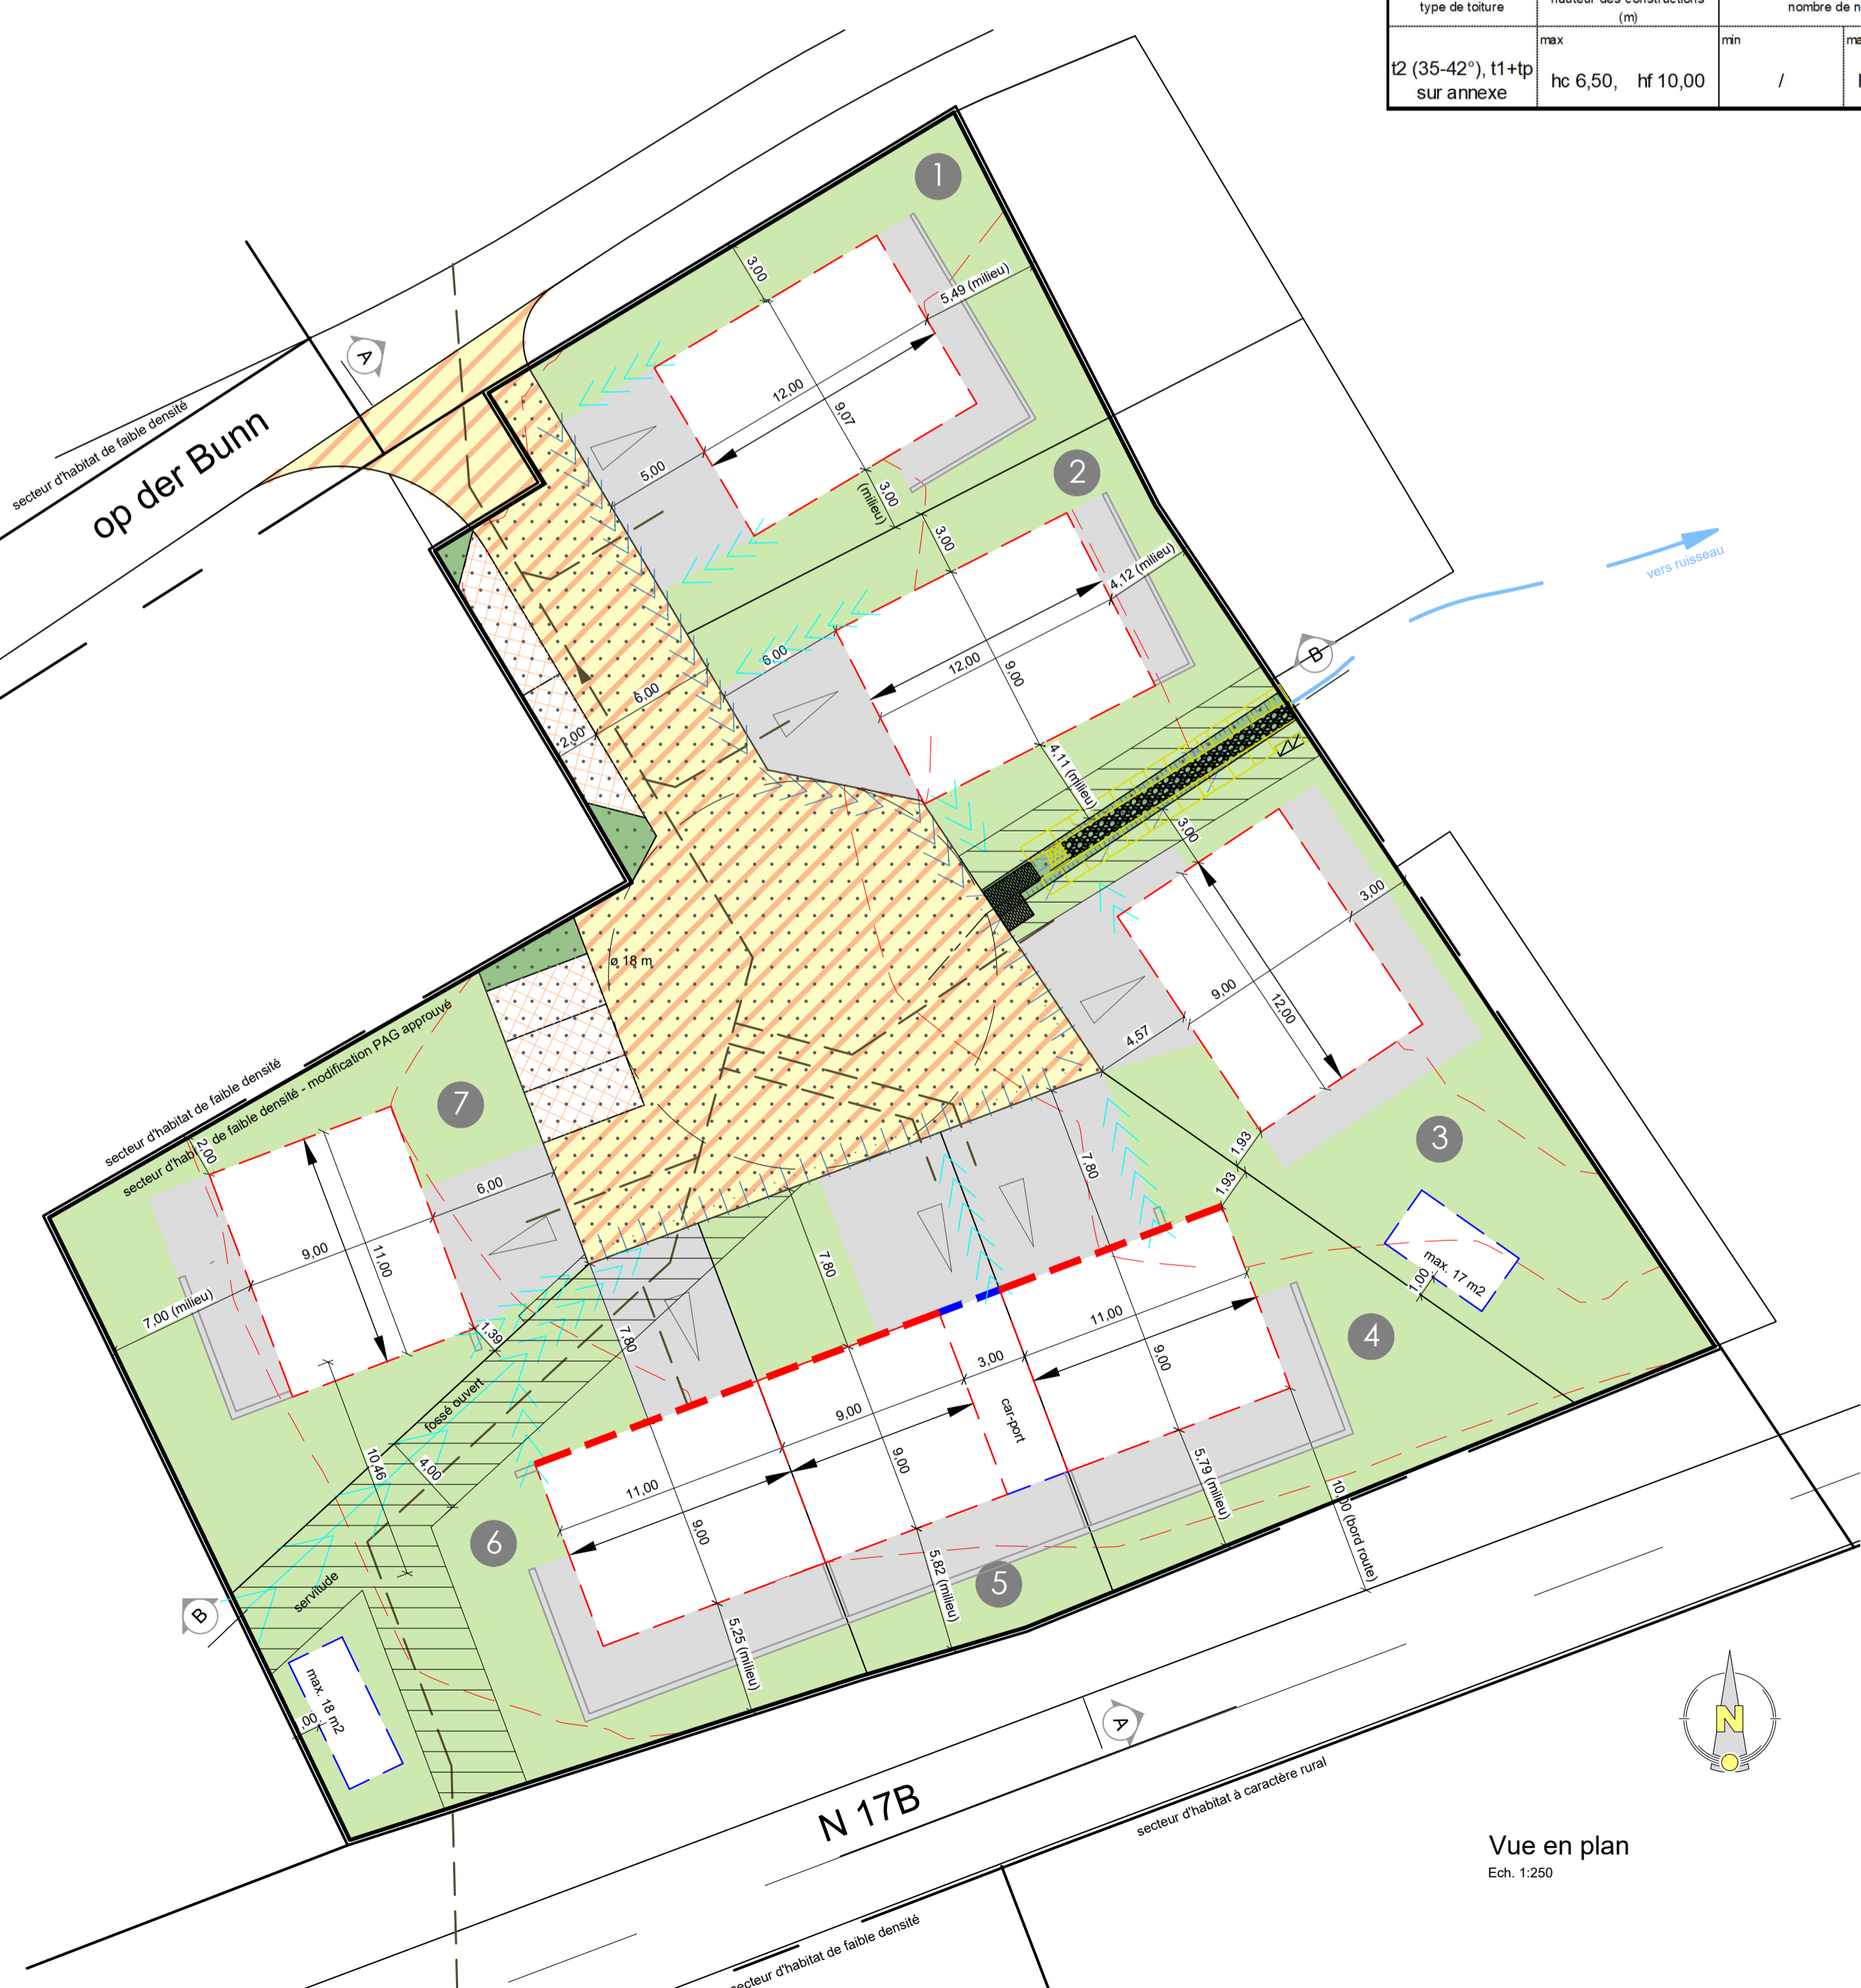 type de toiture
(m)
nombre de n
max
min
ma
t2 (35-42°), t1+tp
sur annexe
hc 6,50, hf 10,00
/
1
3,00
5,49 (milieu)
12,00
9,07
5,00
3,00
(milieu)
A
secteur d'habitat de faible densité
op der Bunn
2
3,00
4,12 (milieu)
12,00
9,00
6,00
6,00
2,00
4,11 (milieu)
vers ruisseau
B
3,00
3,00
9,00
12,00
4,57
ø 18 m
secteur d'habitat de faible densité
secteur d'habitat de faible densité - modification PAG approuvé
7
2,00
6,00
9,00
11,00
7,00 (milieu)
1,39
3
1,93
1,93
max. 17 m2
1,00
7,80
7,80
7,80
4
11,00
3,00
9,00
car-port
9,00
9,00
11,00
9,00
fossé ouvert
10,46
4,00
6
5
5,79 (milieu)
10,00 (bord route)
5,82 (milieu)
5,25 (milieu)
servitude
B
max. 18 m2
,00
A
N
N 17B
secteur d'habitat à caractère rural
secteur d'habitat de faible densité
Vue en plan
Ech. 1:250